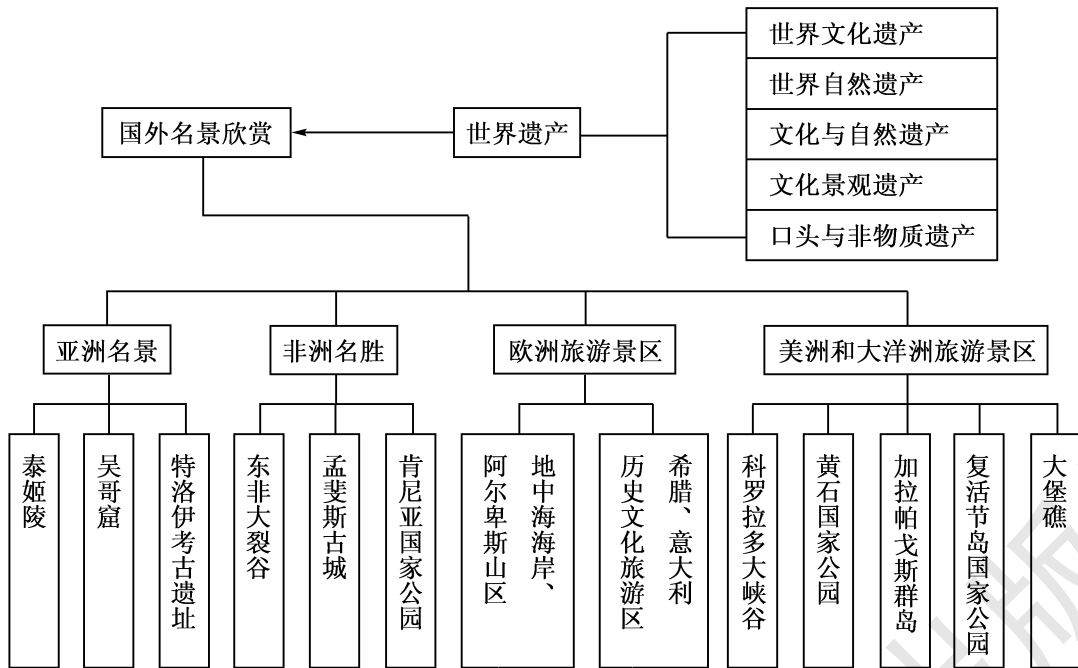 世界文化遗产
世界自然遗产
国外名景欣赏
世界遗产
文化与自然遗产
文化景观遗产
口头与非物质遗产
亚洲名景
非洲名胜
欧洲旅游景区
美洲和大洋洲旅游景区
泰姬陵
吴哥窟
特洛伊考古遗址
东非大裂谷
孟斐斯古城
肯尼亚国家公园
地中海海岸、
阿尔卑斯山区
希腊、意大利
历史文化旅游区
科罗拉多大峡谷
黄石国家公园
加拉帕戈斯群岛
复活节岛国家公园
大堡礁
出版